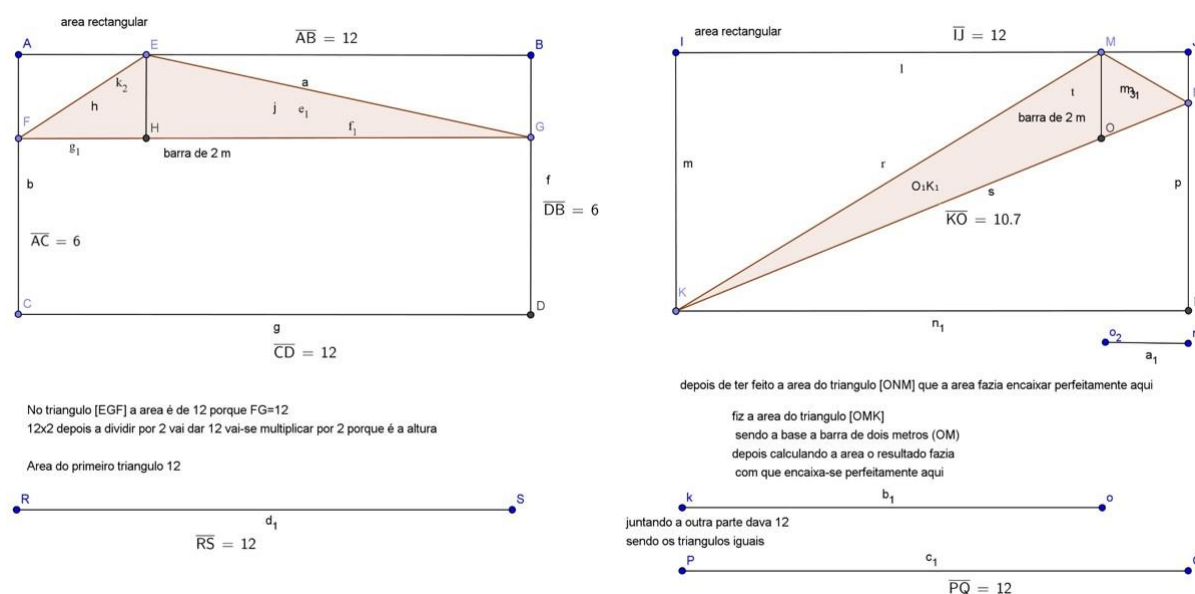 area rectangular
AB = 12
A
E
B
k₂
a
h
j
e₁
F
H
f₁
G
g₁
barra de 2 m
b
f
DB = 6
AC = 6
C
D
g
CD = 12
No triangulo [EGF] a area é de 12 porque FG=12
12x2 depois a dividir por 2 vai dar 12 vai-se multiplicar por 2 porque é a altura
Area do primeiro triangulo 12
R
S
d₁
RS = 12
I
area rectangular
IJ = 12
M
J
l
t
barra de 2 m
O
m
r
p
O₁K₁
s
KO = 10.7
K
n₁
o₂
a₁
depois de ter feito a area do triangulo [ONM] que a area fazia encaixar perfeitamente aqui
fiz a area do triangulo [OMK]
sendo a base a barra de dois metros (OM)
depois calculando a area o resultado fazia
com que encaixa-se perfeitamente aqui
k
b₁
o
juntando a outra parte dava 12
sendo os triangulos iguais
P
c₁
PQ = 12